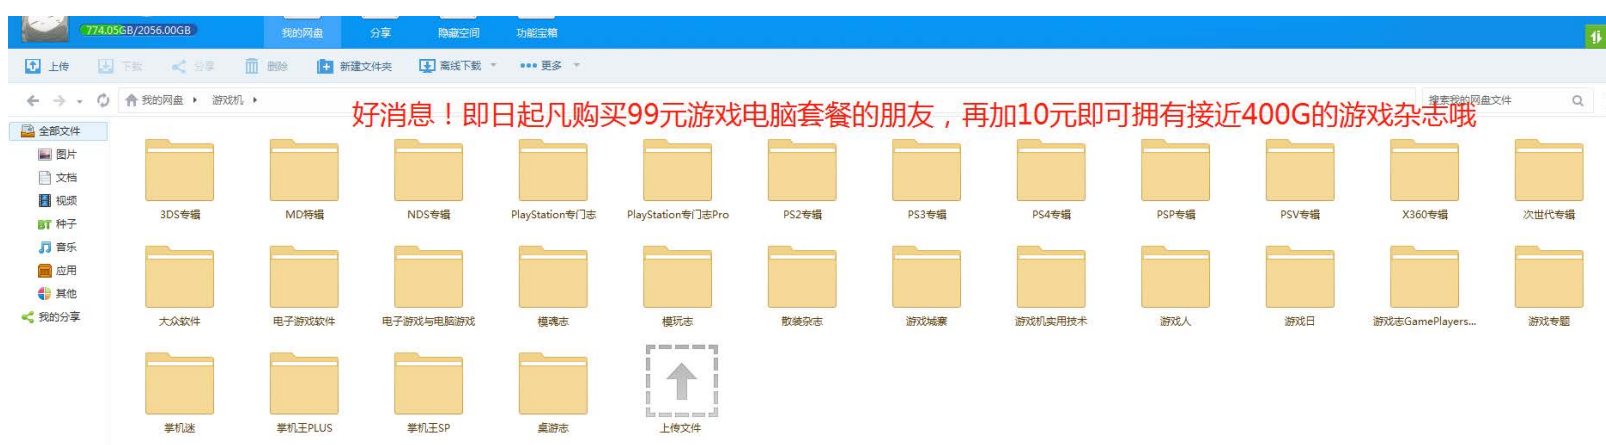 774.05GB/2056.00GB
我的网盘 分享 隐藏空间 功能宝箱
上传 下载 分享 删除 新建文件夹 离线下载 更多
我的网盘 游戏机 搜索我的网盘文件
好消息！即日起凡购买99元游戏电脑套餐的朋友，再加10元即可拥有接近400G的游戏杂志哦
全部文件
图片
文档
视频
BT 种子
音乐
应用
其他
我的分享
3DS专辑 MD特辑 NDS专辑 PlayStation专门志 PlayStation专门志Pro PS2专辑 PS3专辑 PS4专辑 PSP专辑 PSV专辑 X360专辑 次世代专辑
大众软件 电子游戏软件 电子游戏与电脑游戏 模魂志 模玩志 散装杂志 游戏城寨 游戏机实用技术 游戏人 游戏日 游戏志GamePlayers... 游戏专题
掌机迷 掌机王PLUS 掌机王SP 桌游志 上传文件